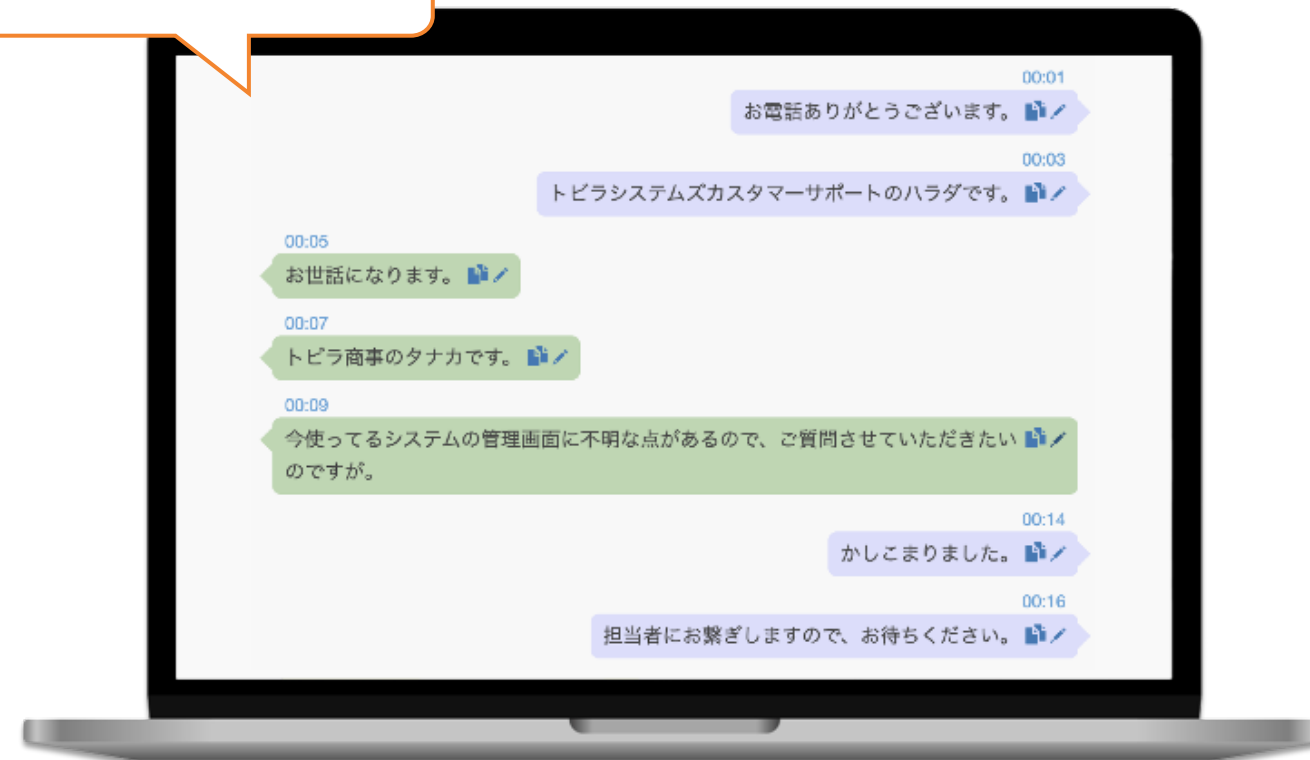 00:01
お電話ありがとうございます。
00:03
トビラシステムズカスタマーサポートのハラダです。
00:05
お世話になります。
00:07
トビラ商事のタナカです。
00:09
今使ってるシステムの管理画面に不明な点があるので、ご質問させていただきたい
のですが。
00:14
かしこまりました。
00:16
担当者にお繋ぎしますので、お待ちください。